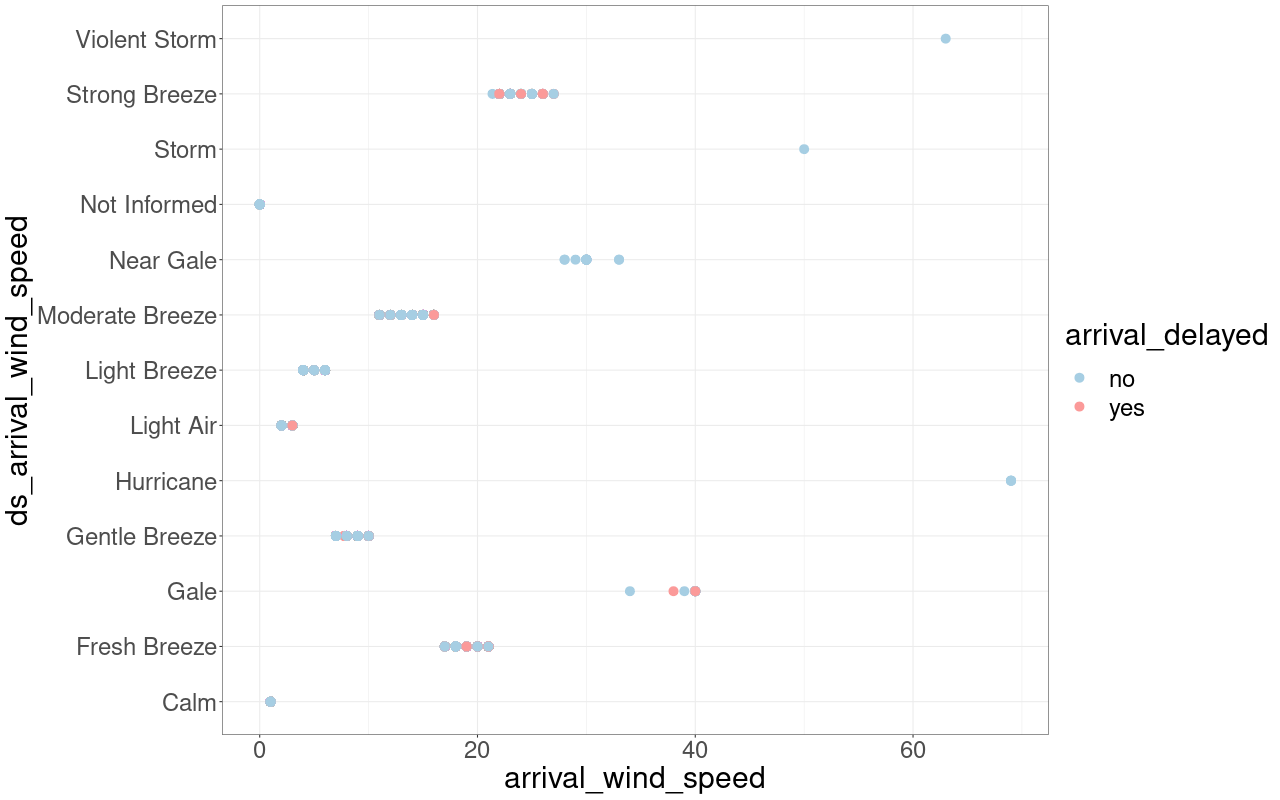 Violent Storm
Strong Breeze
Storm
Not Informed
Near Gale
Moderate Breeze
Light Breeze
Light Air
Hurricane
Gentle Breeze
Gale
Fresh Breeze
Calm
ds_arrival_wind_speed
0 20 40 60
arrival_wind_speed
arrival_delayed
no
yes